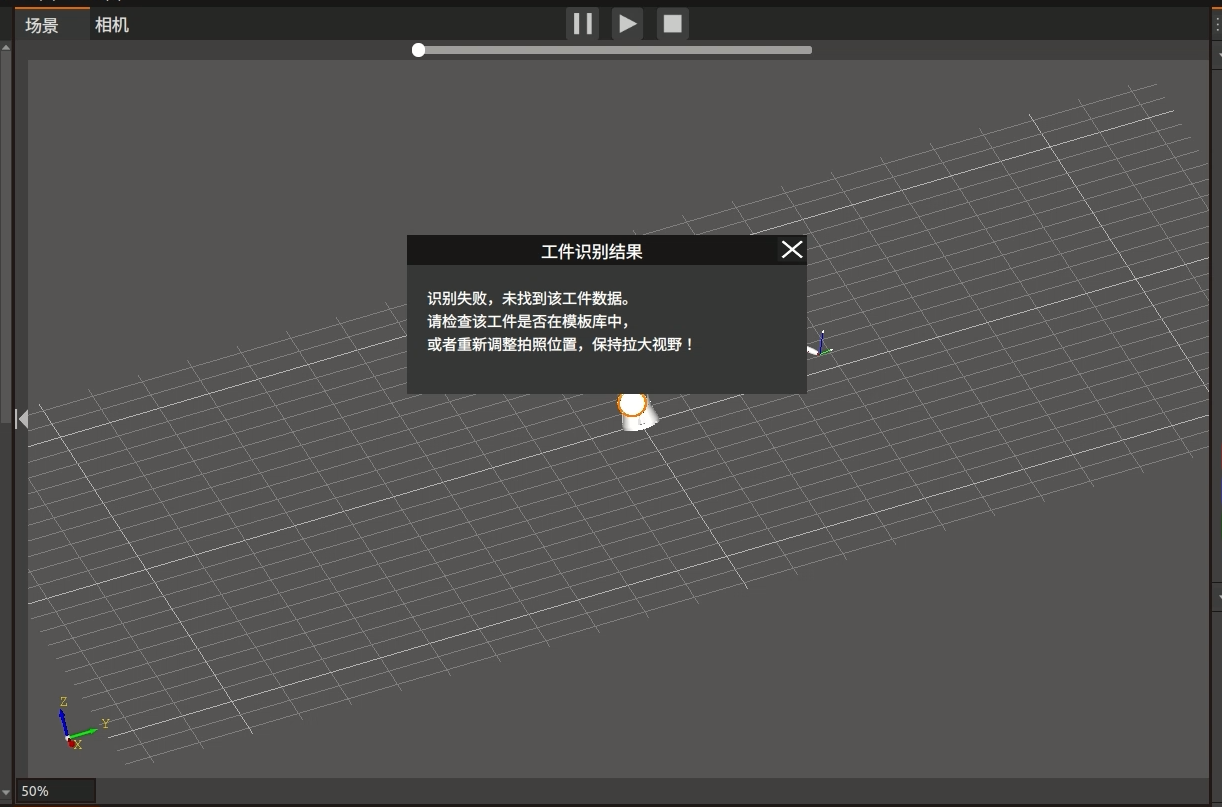 场景
相机
工件识别结果
识别失败，未找到该工件数据。
请检查该工件是否在模板库中，
或者重新调整拍照位置，保持拉大视野！
Z
Y
X
50%